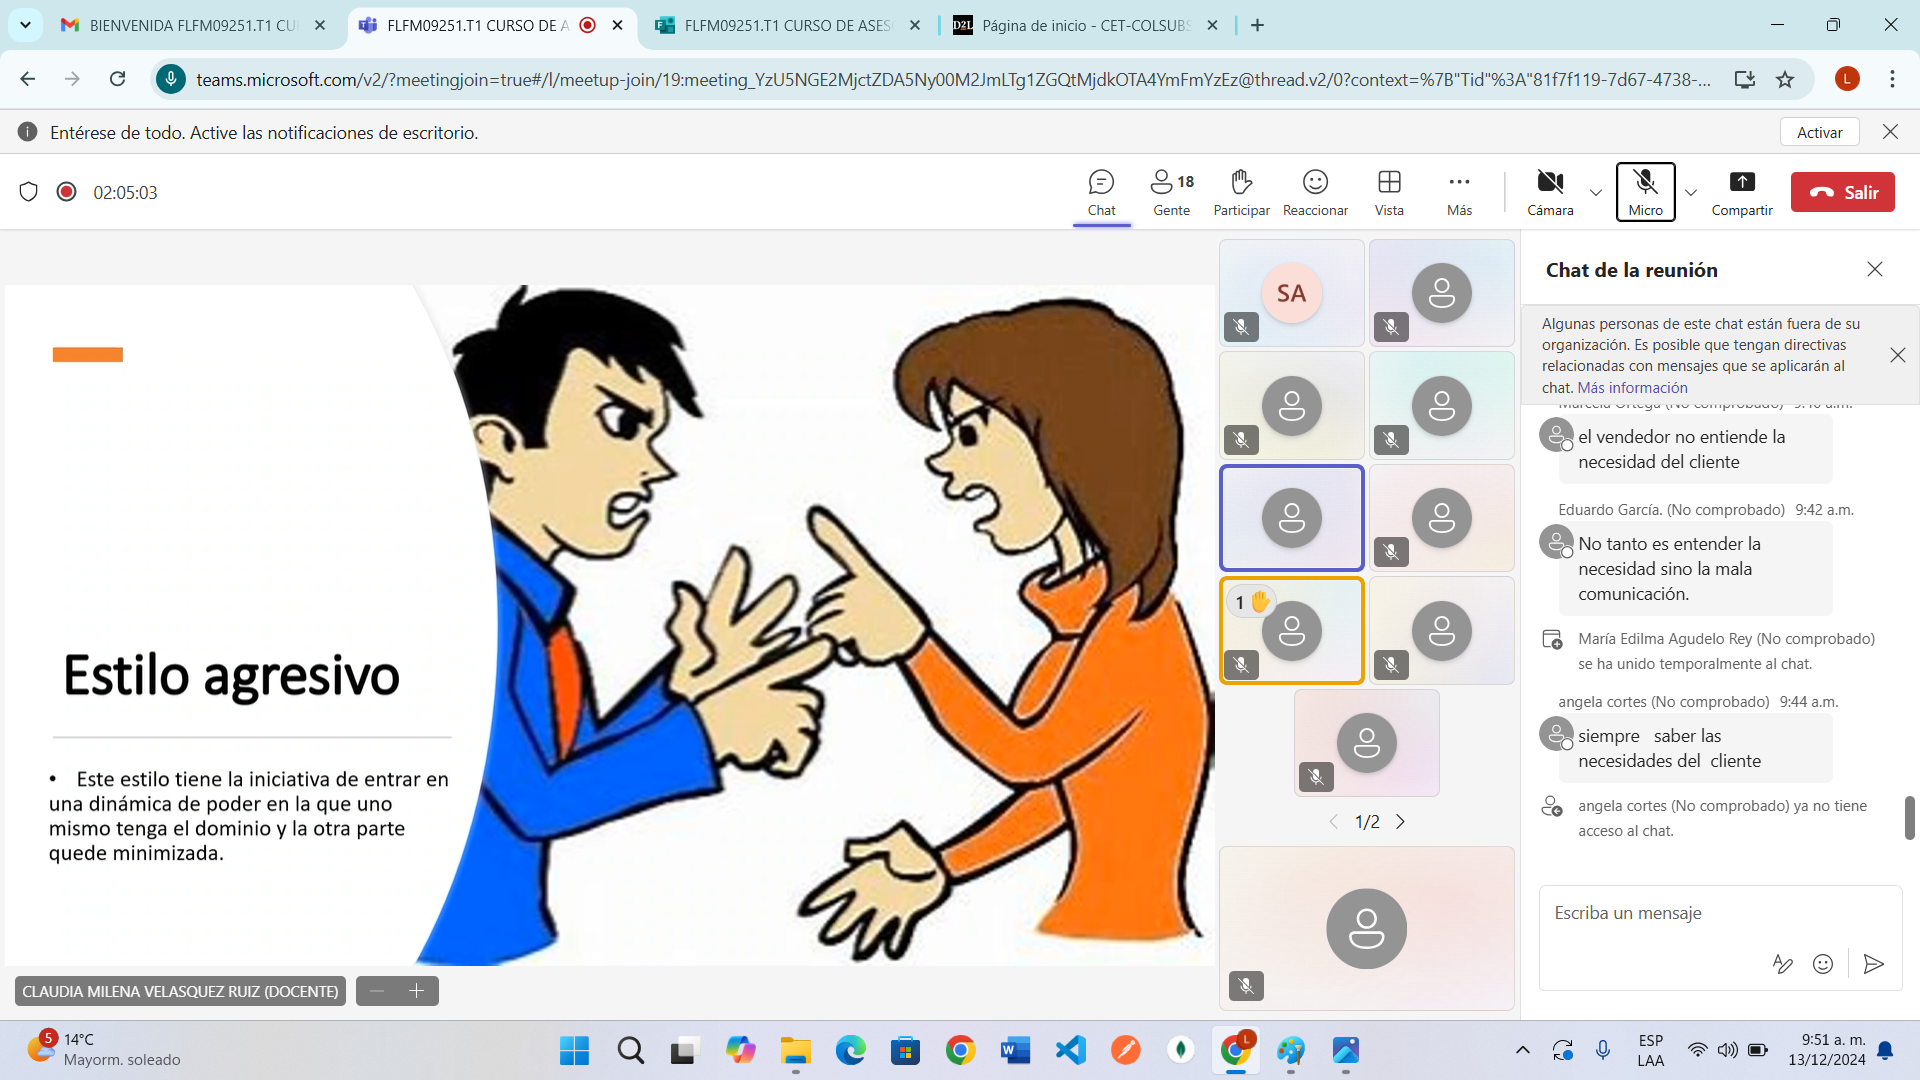 BIENVENIDA FLFM09251.T1 CU
FLFM09251.T1 CURSO DE A
FLFM09251.T1 CURSO DE ASES
D2L
Página de inicio - CET-COLSUBS
teams.microsoft.com/v2/?meetingjoin=true#/l/meetup-join/19:meeting_YzU5NGE2MjctZDA5Ny00M2JmLTg1ZGQtMjdkOTA4YmFmYzEz@thread.v2/0?context=%7B"Tid"%3A"81f7f119-7d67-4738-...
L
Entérese de todo. Active las notificaciones de escritorio.
Activar
02:05:03
Chat
18
Gente
Participar
Reaccionar
Vista
Más
Cámara
Micro
Compartir
Salir
Estilo agresivo
• Este estilo tiene la iniciativa de entrar en
una dinámica de poder en la que uno
mismo tenga el dominio y la otra parte
quede minimizada.
CLAUDIA MILENA VELASQUEZ RUIZ (DOCENTE)
SA
1
1/2
Chat de la reunión
Algunas personas de este chat están fuera de su
organización. Es posible que tengan directivas
relacionadas con mensajes que se aplicarán al
chat. Más información
Marcela Ortega (No comprobado)
el vendedor no entiende la
necesidad del cliente
Eduardo García. (No comprobado) 9:42 a.m.
No tanto es entender la
necesidad sino la mala
comunicación.
María Edilma Agudelo Rey (No comprobado)
se ha unido temporalmente al chat.
angela cortes (No comprobado) 9:44 a.m.
siempre saber las
necesidades del cliente
angela cortes (No comprobado) ya no tiene
acceso al chat.
Escriba un mensaje
5
14°C
Mayorm. soleado
L
ESP
LAA
9:51 a. m.
13/12/2024